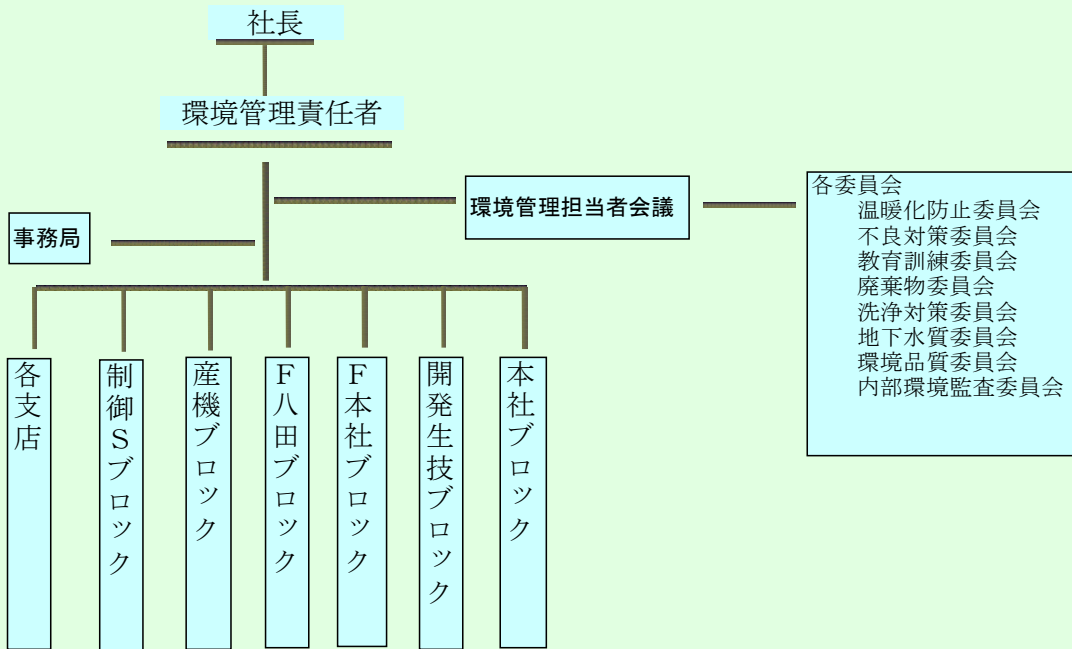 社長
環境管理責任者
環境管理担当者会議
各委員会
温暖化防止委員会
不良対策委員会
教育訓練委員会
廃棄物委員会
洗浄対策委員会
地下水質委員会
環境品質委員会
内部環境監査委員会
事務局
各支店
制御Sブロック
産機ブロック
F八田ブロック
F本社ブロック
開発生技ブロック
本社ブロック